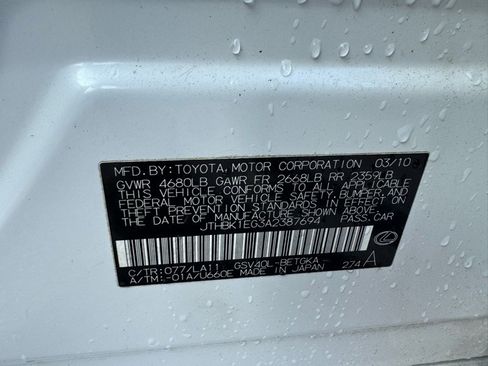 MFD. BY: TOYOTA MOTOR CORPORATION 03/10
GVWR 4680LB GAWR FR 2668LB RR 2359LB
THIS VEHICLE CONFORMS TO ALL APPLICABLE
FEDERAL MOTOR VEHICLE SAFETY, BUMPER, AND
THEFT PREVENTION STANDARDS IN EFFECT ON
THE DATE OF MANUFACTURE SHOWN ABOVE.
JTHBK1EG3A2387694 PASS. CAR
C/TR: 077/LA11 GSV40L-BETGKA 274 A
A/TM: -01A/U660E MADE IN JAPAN